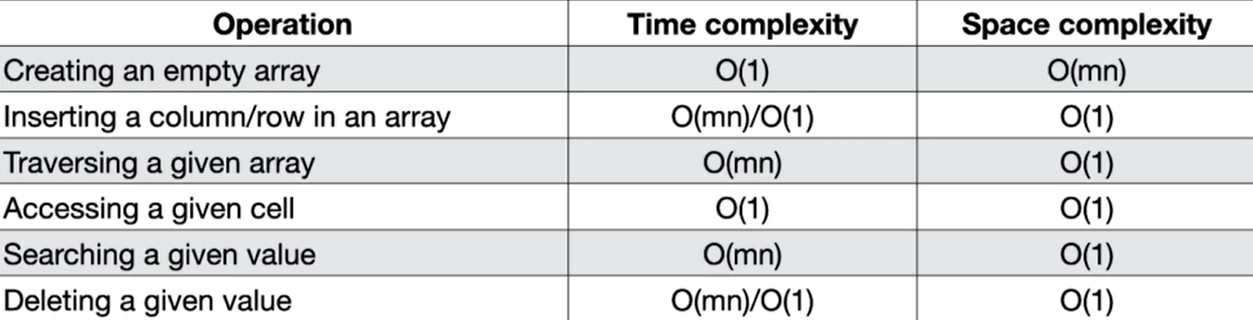 Operation Time complexity Space complexity
Creating an empty array O(1) O(mn)
Inserting a column/row in an array O(mn)/O(1) O(1)
Traversing a given array O(mn) O(1)
Accessing a given cell O(1) O(1)
Searching a given value O(mn) O(1)
Deleting a given value O(mn)/O(1) O(1)